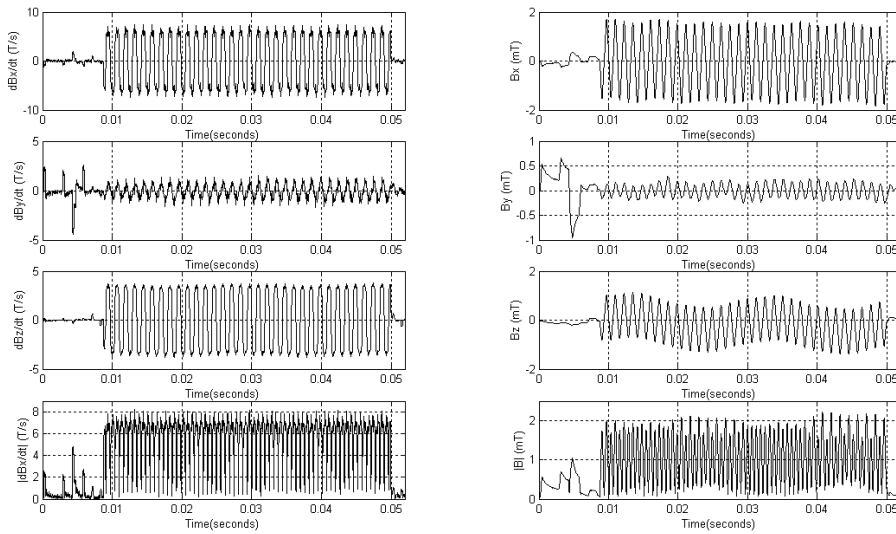 10
0
-10
dBx/dt (T/s)
0 0.01 0.02 0.03 0.04 0.05
Time(seconds)
2
0
-2
Bx (mT)
0 0.01 0.02 0.03 0.04 0.05
Time(seconds)
5
0
-5
dBy/dt (T/s)
0 0.01 0.02 0.03 0.04 0.05
Time(seconds)
1
0.5
0
-0.5
-1
By (mT)
0 0.01 0.02 0.03 0.04 0.05
Time(seconds)
5
0
-5
dBz/dt (T/s)
0 0.01 0.02 0.03 0.04 0.05
Time(seconds)
2
0
-2
Bz (mT)
0 0.01 0.02 0.03 0.04 0.05
Time(seconds)
8
6
4
2
0
|dBx/dt| (T/s)
0 0.01 0.02 0.03 0.04 0.05
Time(seconds)
2
1
0
|B| (mT)
0 0.01 0.02 0.03 0.04 0.05
Time(seconds)